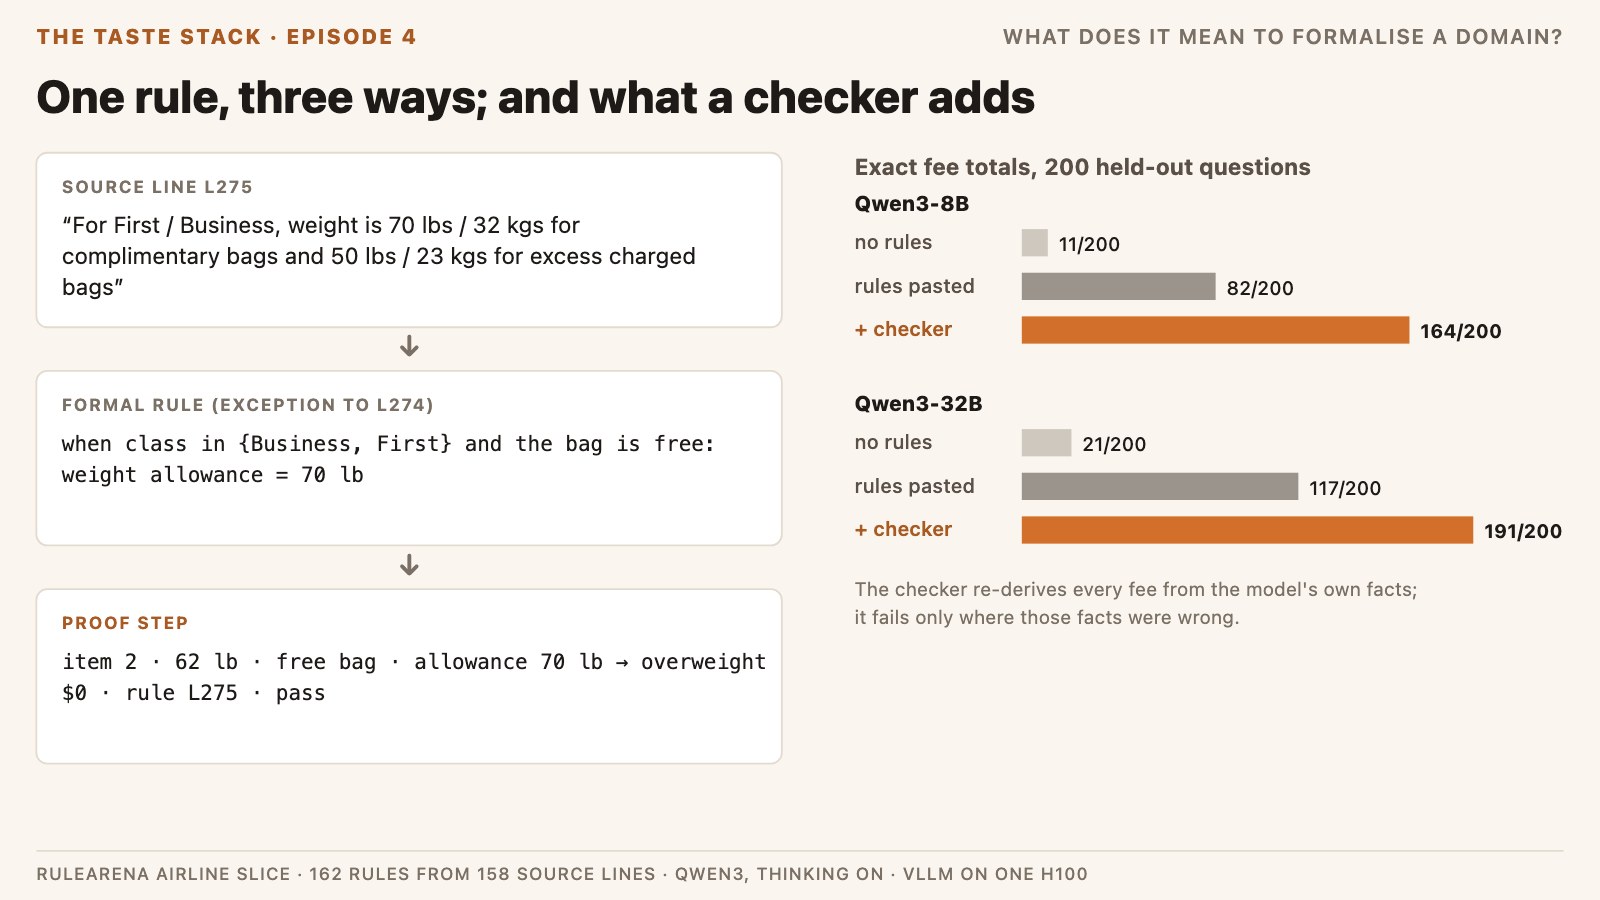 THE TASTE STACK · EPISODE 4
WHAT DOES IT MEAN TO FORMALISE A DOMAIN?
One rule, three ways; and what a checker adds
SOURCE LINE L275
“For First / Business, weight is 70 lbs / 32 kgs for
complimentary bags and 50 lbs / 23 kgs for excess charged
bags”
↓
FORMAL RULE (EXCEPTION TO L274)
when class in {Business, First} and the bag is free:
weight allowance = 70 lb
↓
PROOF STEP
item 2 · 62 lb · free bag · allowance 70 lb → overweight
$0 · rule L275 · pass
Exact fee totals, 200 held-out questions
Qwen3-8B
no rules 11/200
rules pasted 82/200
+ checker 164/200
Qwen3-32B
no rules 21/200
rules pasted 117/200
+ checker 191/200
The checker re-derives every fee from the model's own facts;
it fails only where those facts were wrong.
RULEARENA AIRLINE SLICE · 162 RULES FROM 158 SOURCE LINES · QWEN3, THINKING ON · VLLM ON ONE H100